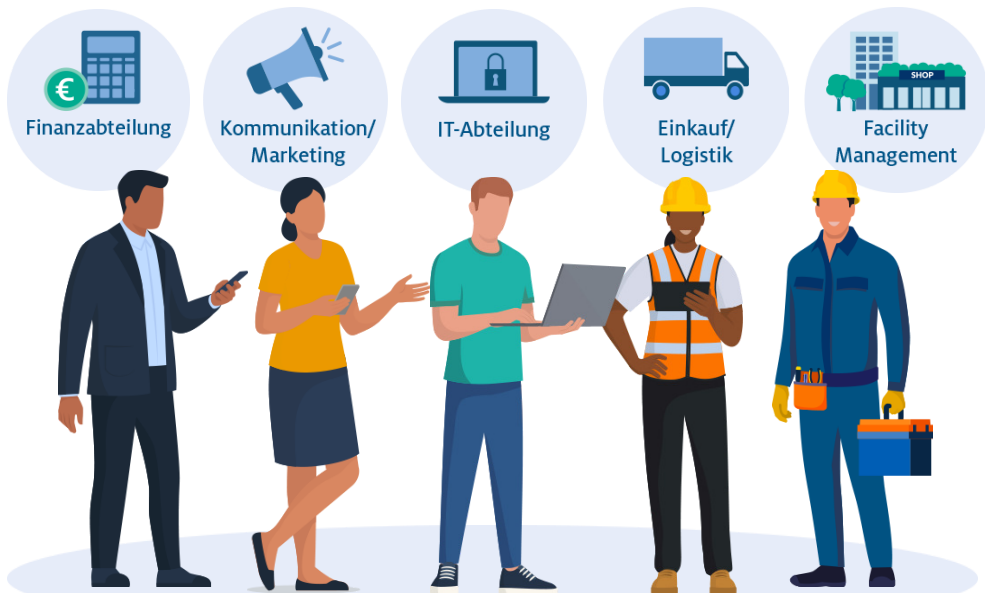 €
Finanzabteilung
Kommunikation/
Marketing
IT-Abteilung
Einkauf/
Logistik
SHOP
Facility
Management